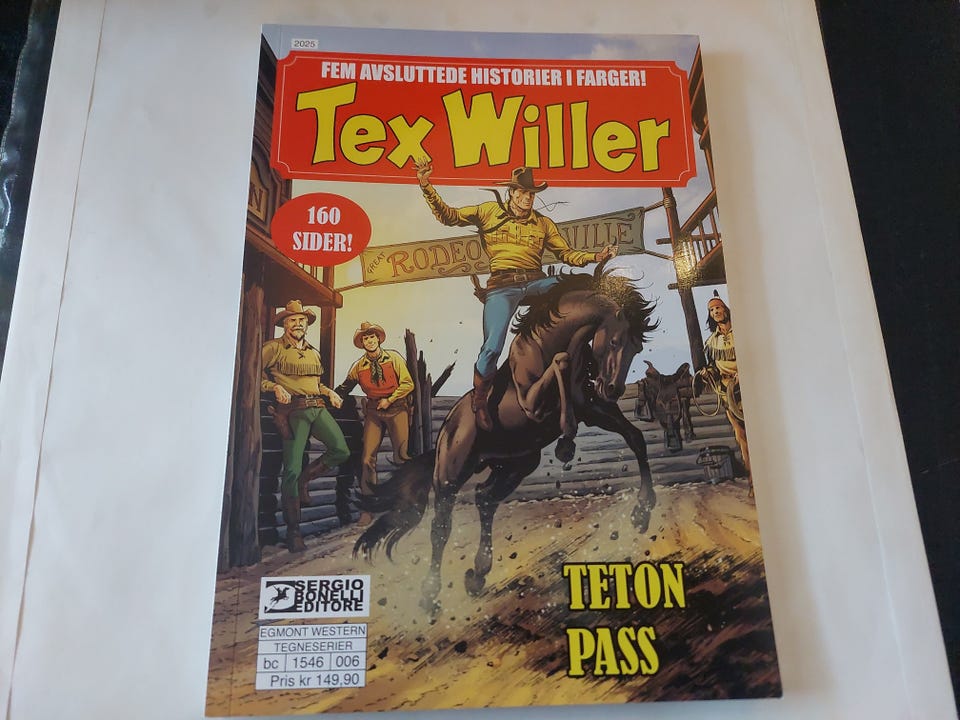 2025
FEM AVSLUTTEDE HISTORIER I FARGER!
Tex Willer
160
SIDER!
GREAT RODEO VILLE
SERGIO
BONELLI
EDITORE
EGMONT WESTERN
TEGNESERIER
bc 1546 006
Pris kr 149,90
TETON
PASS